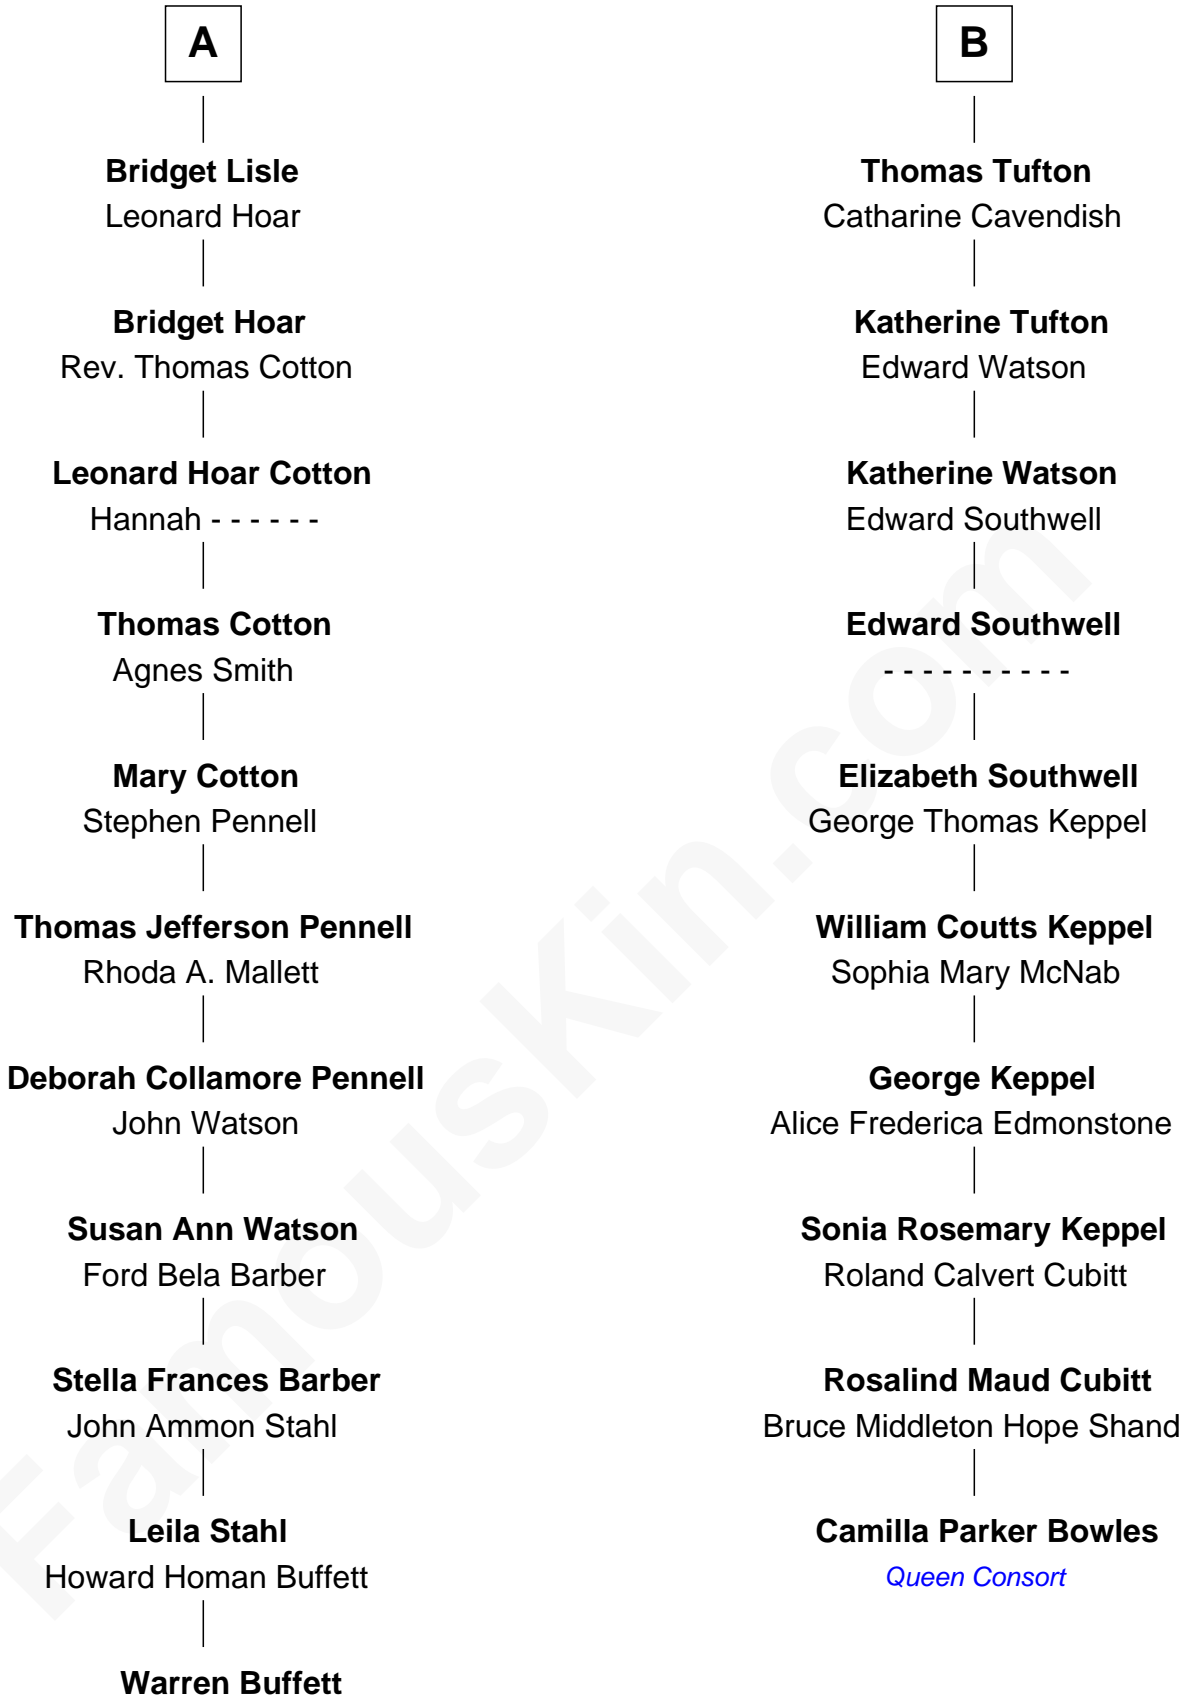 A
Bridget Lisle
Leonard Hoar
Bridget Hoar
Rev. Thomas Cotton
Leonard Hoar Cotton
Hannah - - - - - -
Thomas Cotton
Agnes Smith
Mary Cotton
Stephen Pennell
Thomas Jefferson Pennell
Rhoda A. Mallett
Deborah Collamore Pennell
John Watson
Susan Ann Watson
Ford Bela Barber
Stella Frances Barber
John Ammon Stahl
Leila Stahl
Howard Homan Buffett
Warren Buffett
B
Thomas Tufton
Catharine Cavendish
Katherine Tufton
Edward Watson
Katherine Watson
Edward Southwell
Edward Southwell
- - - - - - - - - -
Elizabeth Southwell
George Thomas Keppel
William Coutts Keppel
Sophia Mary McNab
George Keppel
Alice Frederica Edmonstone
Sonia Rosemary Keppel
Roland Calvert Cubitt
Rosalind Maud Cubitt
Bruce Middleton Hope Shand
Camilla Parker Bowles
Queen Consort
FamousKin.com